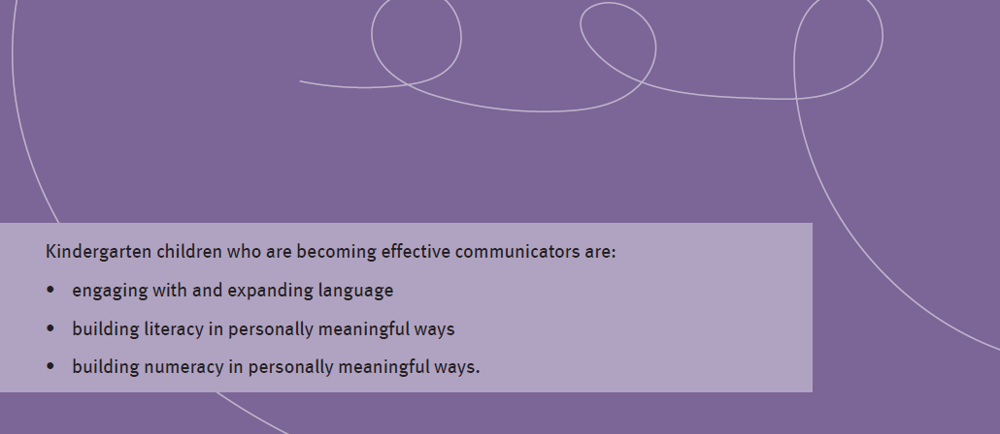 Kindergarten children who are becoming effective communicators are:
• engaging with and expanding language
• building literacy in personally meaningful ways
• building numeracy in personally meaningful ways.